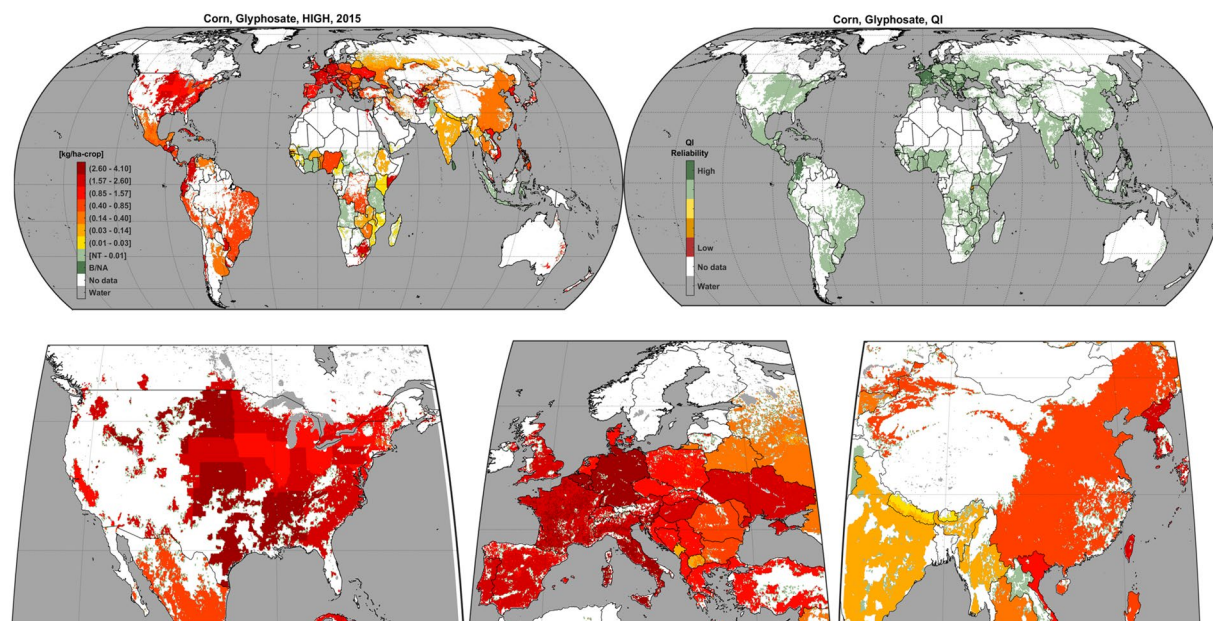 Corn, Glyphosate, HIGH, 2015
[kg/ha-crop]
(2.60 - 4.10]
(1.57 - 2.60]
(0.85 - 1.57]
(0.40 - 0.85]
(0.14 - 0.40]
(0.03 - 0.14]
(0.01 - 0.03]
[NT - 0.01]
B/NA
No data
Water
Corn, Glyphosate, QI
QI
Reliability
High
Low
No data
Water